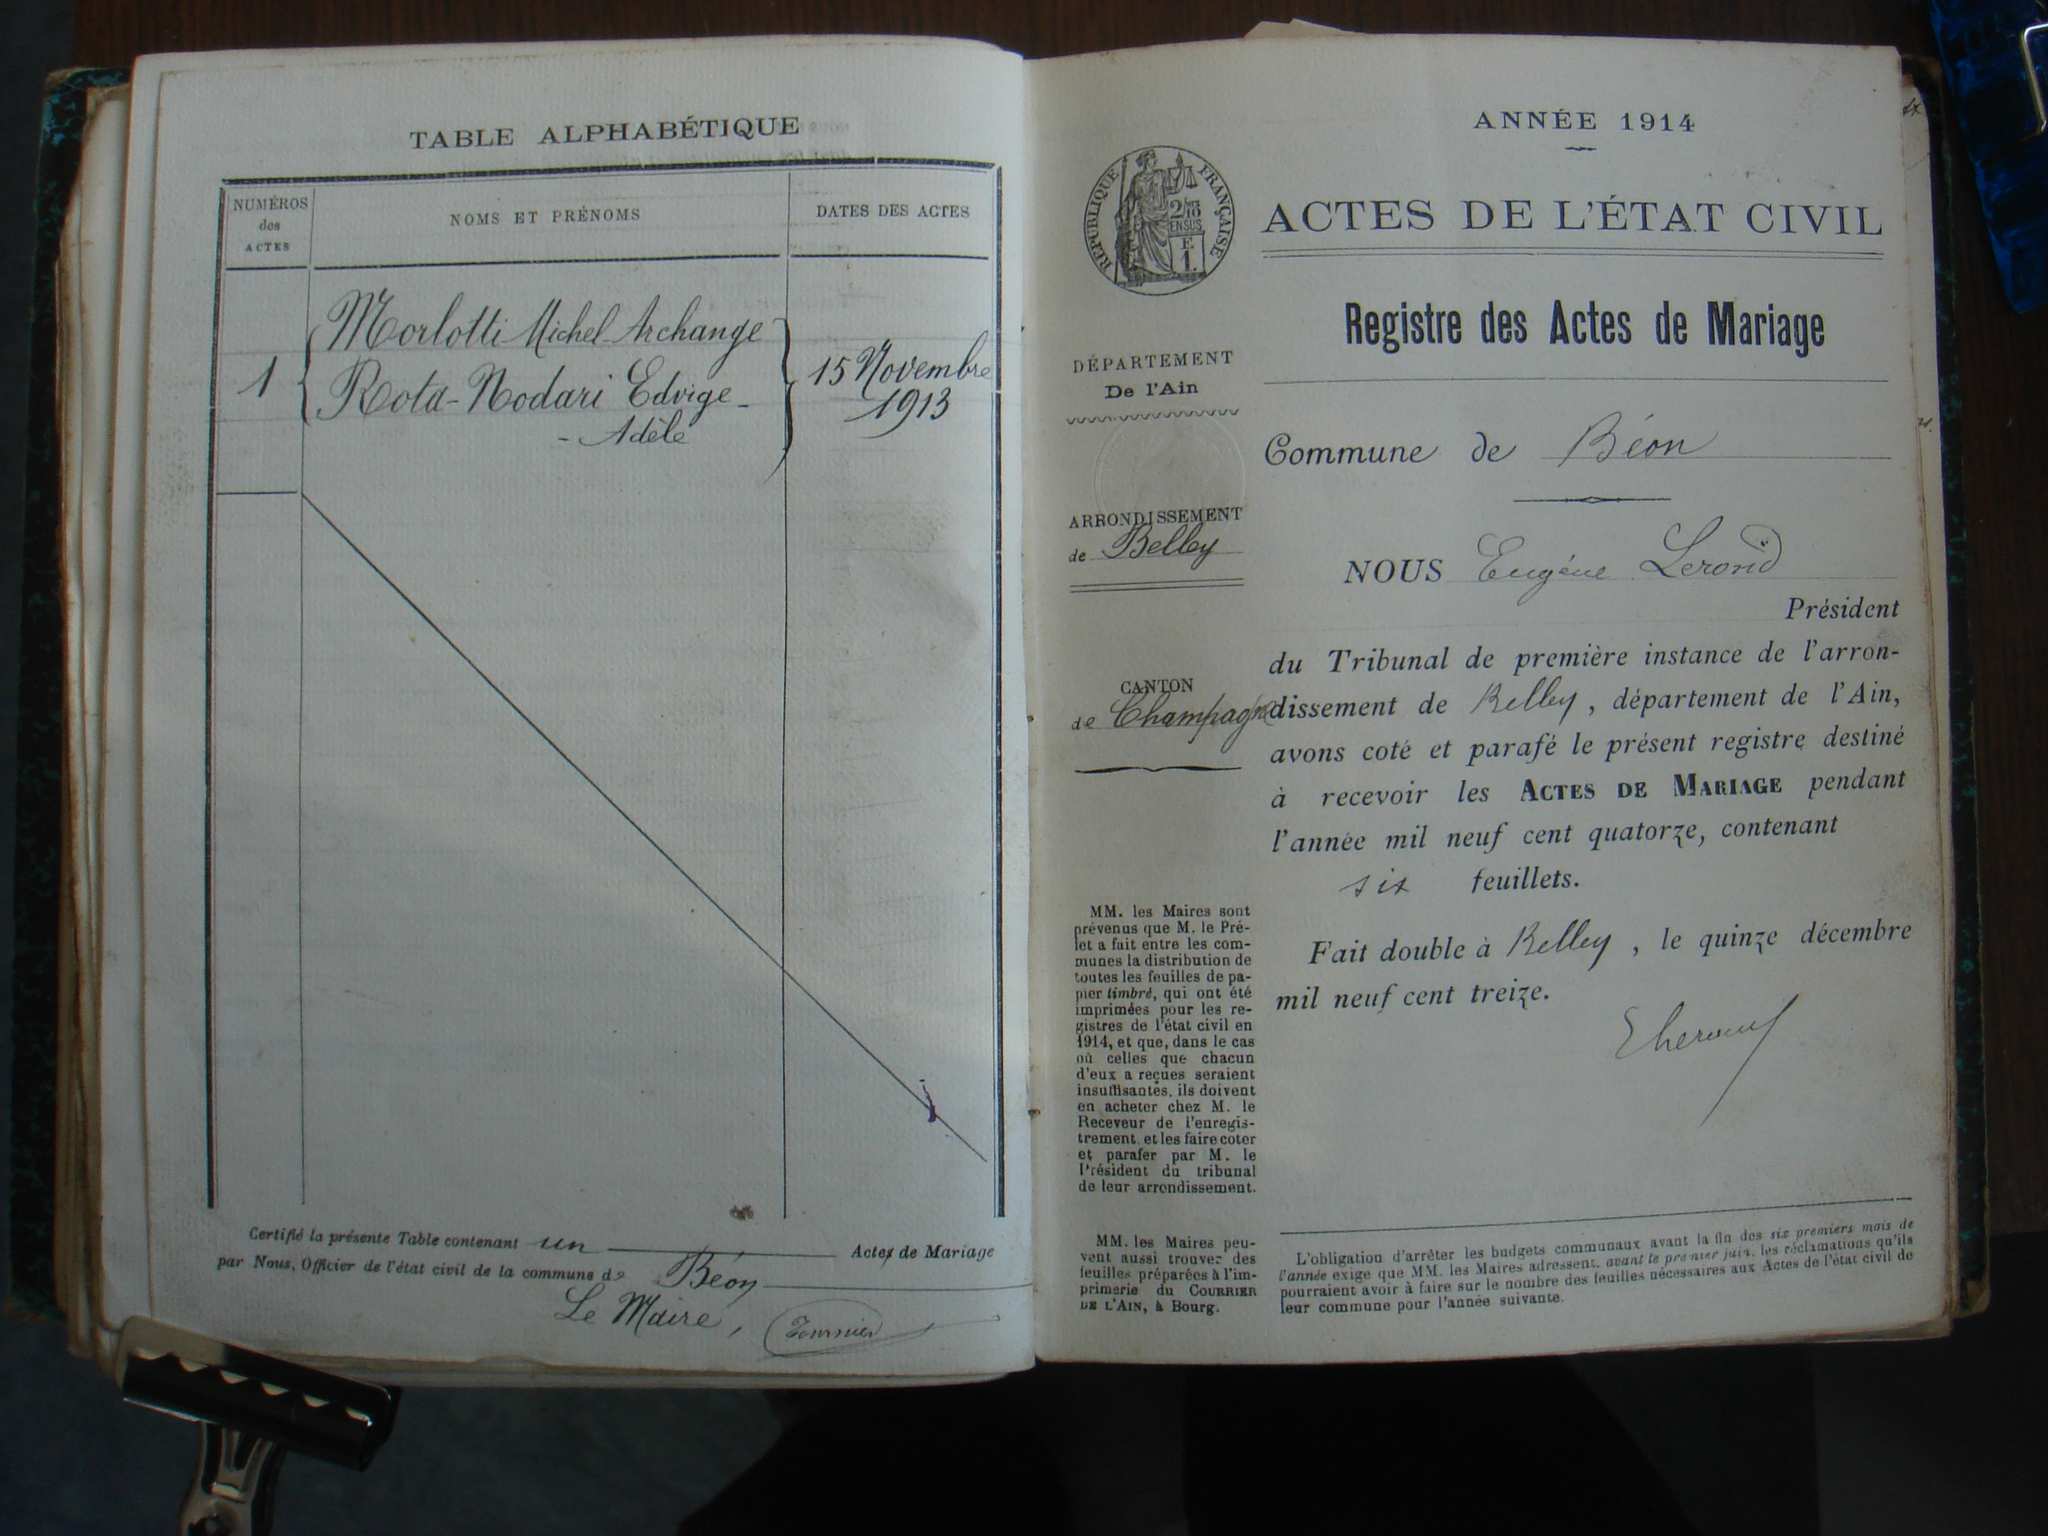 TABLE ALPHABÉTIQUE
NUMÉROS
des
ACTES
NOMS ET PRÉNOMS
DATES DES ACTES
1
Morlotti Michel-Archange
Rota-Nodari Edvige-
-Adèle
15 Novembre
1913
Certifié la présente Table contenant un Actes de Mariage
par Nous, Officier de l'état civil de la commune de Béon
Le Maire,
ANNÉE 1914
RÉPUBLIQUE FRANÇAISE
2/10
EN SUS
F.
1.
ACTES DE L'ÉTAT CIVIL
Registre des Actes de Mariage
DÉPARTEMENT
De l'Ain
ARRONDISSEMENT
de Belley
CANTON
de Champagne
MM. les Maires sont
prévenus que M. le Pré-
fet a fait entre les com-
munes la distribution de
toutes les feuilles de pa-
pier timbré, qui ont été
imprimées pour les re-
gistres de l'état civil en
1914, et que, dans le cas
où celles que chacun
d'eux a reçues seraient
insuffisantes, ils doivent
en acheter chez M. le
Receveur de l'enregis-
trement, et les faire coter
et parafer par M. le
Président du tribunal
de leur arrondissement.
MM. les Maires peu-
vent aussi trouver des
feuilles préparées à l'im-
primerie du COURRIER
DE L'AIN, à Bourg.
Commune de Béon
NOUS Eugène
Président
du Tribunal de première instance de l'arron-
dissement de Belley, département de l'Ain,
avons coté et parafé le présent registre destiné
à recevoir les ACTES DE MARIAGE pendant
l'année mil neuf cent quatorze, contenant
six feuillets.
Fait double à Belley, le quinze décembre
mil neuf cent treize.
L'obligation d'arrêter les budgets communaux avant la fin des six premiers mois de
l'année exige que MM. les Maires adressent, avant le premier juin, les réclamations qu'ils
pourraient avoir à faire sur le nombre des feuilles nécessaires aux Actes de l'état civil de
leur commune pour l'année suivante.